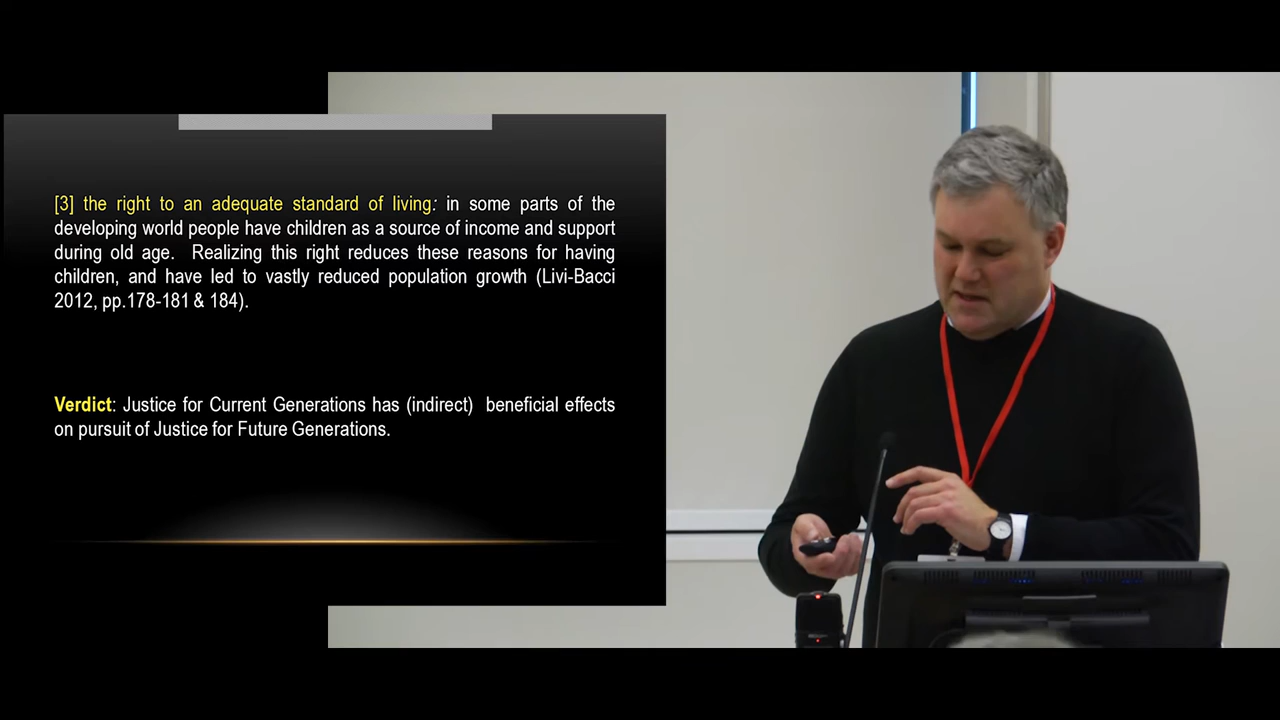 [3] the right to an adequate standard of living: in some parts of the
developing world people have children as a source of income and support
during old age. Realizing this right reduces these reasons for having
children, and have led to vastly reduced population growth (Livi-Bacci
2012, pp.178-181 & 184).
Verdict: Justice for Current Generations has (indirect) beneficial effects
on pursuit of Justice for Future Generations.